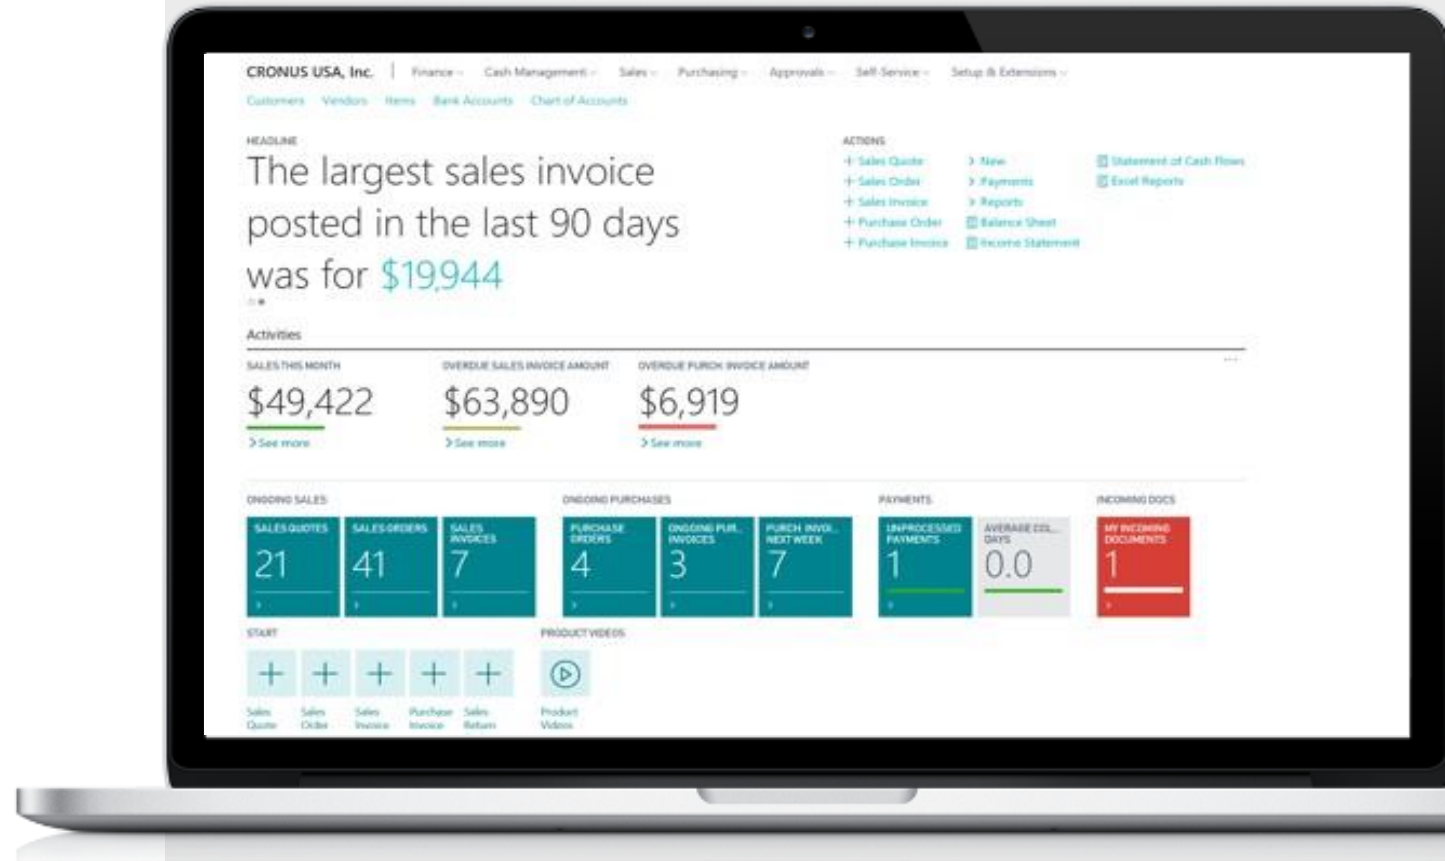 CRONUS USA, Inc. | Finance Cash Management Sales Purchasing Approvals Self-Service Setup & Extensions
Customers Vendors Items Bank Accounts Chart of Accounts
HEADLINE
The largest sales invoice
posted in the last 90 days
was for $19,944
ACTIONS
+ Sales Quote
+ Sales Order
+ Sales Invoice
+ Purchase Order
+ Purchase Invoice
> New
> Payments
> Reports
Balance Sheet
Income Statement
Statement of Cash Flows
Excel Reports
Activities
...
SALES THIS MONTH
$49,422
> See more
OVERDUE SALES INVOICE AMOUNT
$63,890
> See more
OVERDUE PURCH. INVOICE AMOUNT
$6,919
> See more
ONGOING SALES
SALES QUOTES
21
>
SALES ORDERS
41
>
SALES
INVOICES
7
>
ONGOING PURCHASES
PURCHASE
ORDERS
4
>
ONGOING PUR...
INVOICES
3
>
PURCH. INVOI...
NEXT WEEK
7
>
PAYMENTS
UNPROCESSED
PAYMENTS
1
>
AVERAGE COL...
DAYS
0.0
INCOMING DOCS
MY INCOMING
DOCUMENTS
1
>
START
+ + + + +
Sales
Quote
Sales
Order
Sales
Invoice
Purchase
Invoice
Sales
Return
PRODUCT VIDEOS
Product
Videos